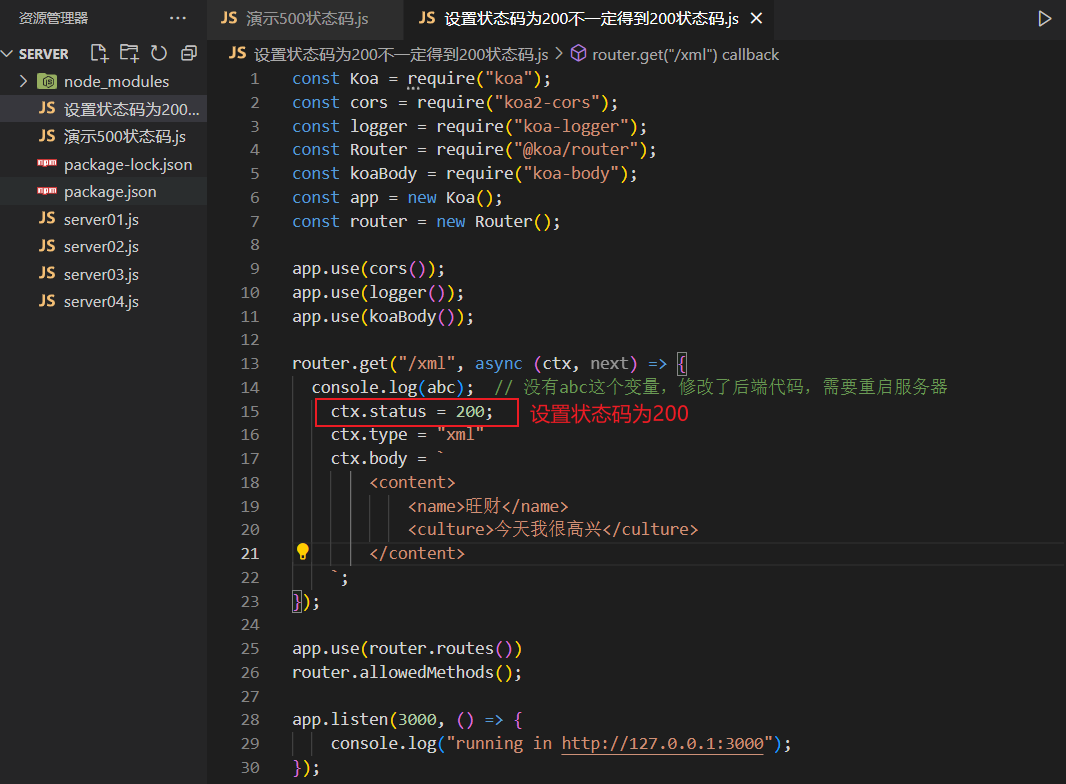 资源管理器 ···
JS 演示500状态码.js
JS 设置状态码为200不一定得到200状态码.js ×
SERVER
node_modules
JS 设置状态码为200...
JS 演示500状态码.js
npm package-lock.json
npm package.json
JS server01.js
JS server02.js
JS server03.js
JS server04.js
JS 设置状态码为200不一定得到200状态码.js > router.get("/xml") callback
1 const Koa = require("koa");
2 const cors = require("koa2-cors");
3 const logger = require("koa-logger");
4 const Router = require("@koa/router");
5 const koaBody = require("koa-body");
6 const app = new Koa();
7 const router = new Router();
8
9 app.use(cors());
10 app.use(logger());
11 app.use(koaBody());
12
13 router.get("/xml", async (ctx, next) => {
14 console.log(abc); // 没有abc这个变量，修改了后端代码，需要重启服务器
15 ctx.status = 200; 设置状态码为200
16 ctx.type = "xml"
17 ctx.body = `
18 <content>
19 <name>旺财</name>
20 <culture>今天我很高兴</culture>
21 </content>
22 `;
23 });
24
25 app.use(router.routes())
26 router.allowedMethods();
27
28 app.listen(3000, () => {
29 console.log("running in http://127.0.0.1:3000");
30 });